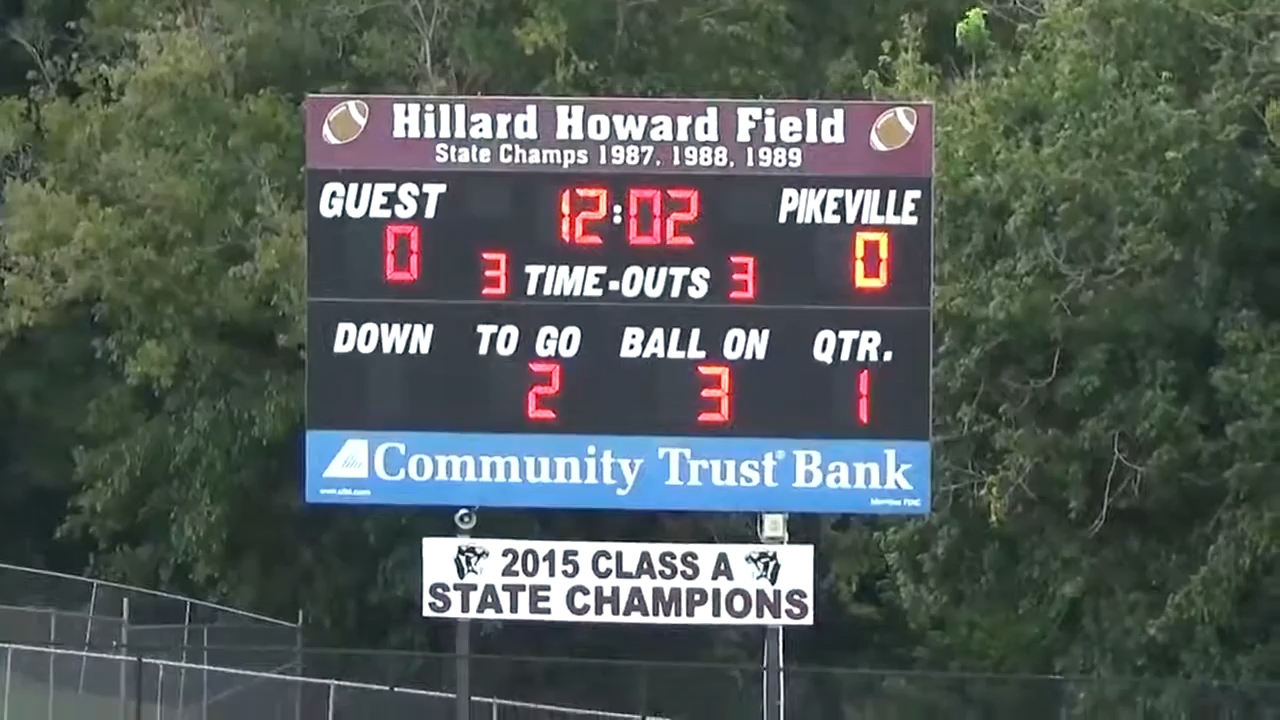 Hillard Howard Field
State Champs 1987, 1988, 1989
GUEST 12:02 PIKEVILLE
0 3 TIME-OUTS 3 0
DOWN TO GO BALL ON QTR.
2 3 1
Community Trust® Bank
2015 CLASS A
STATE CHAMPIONS